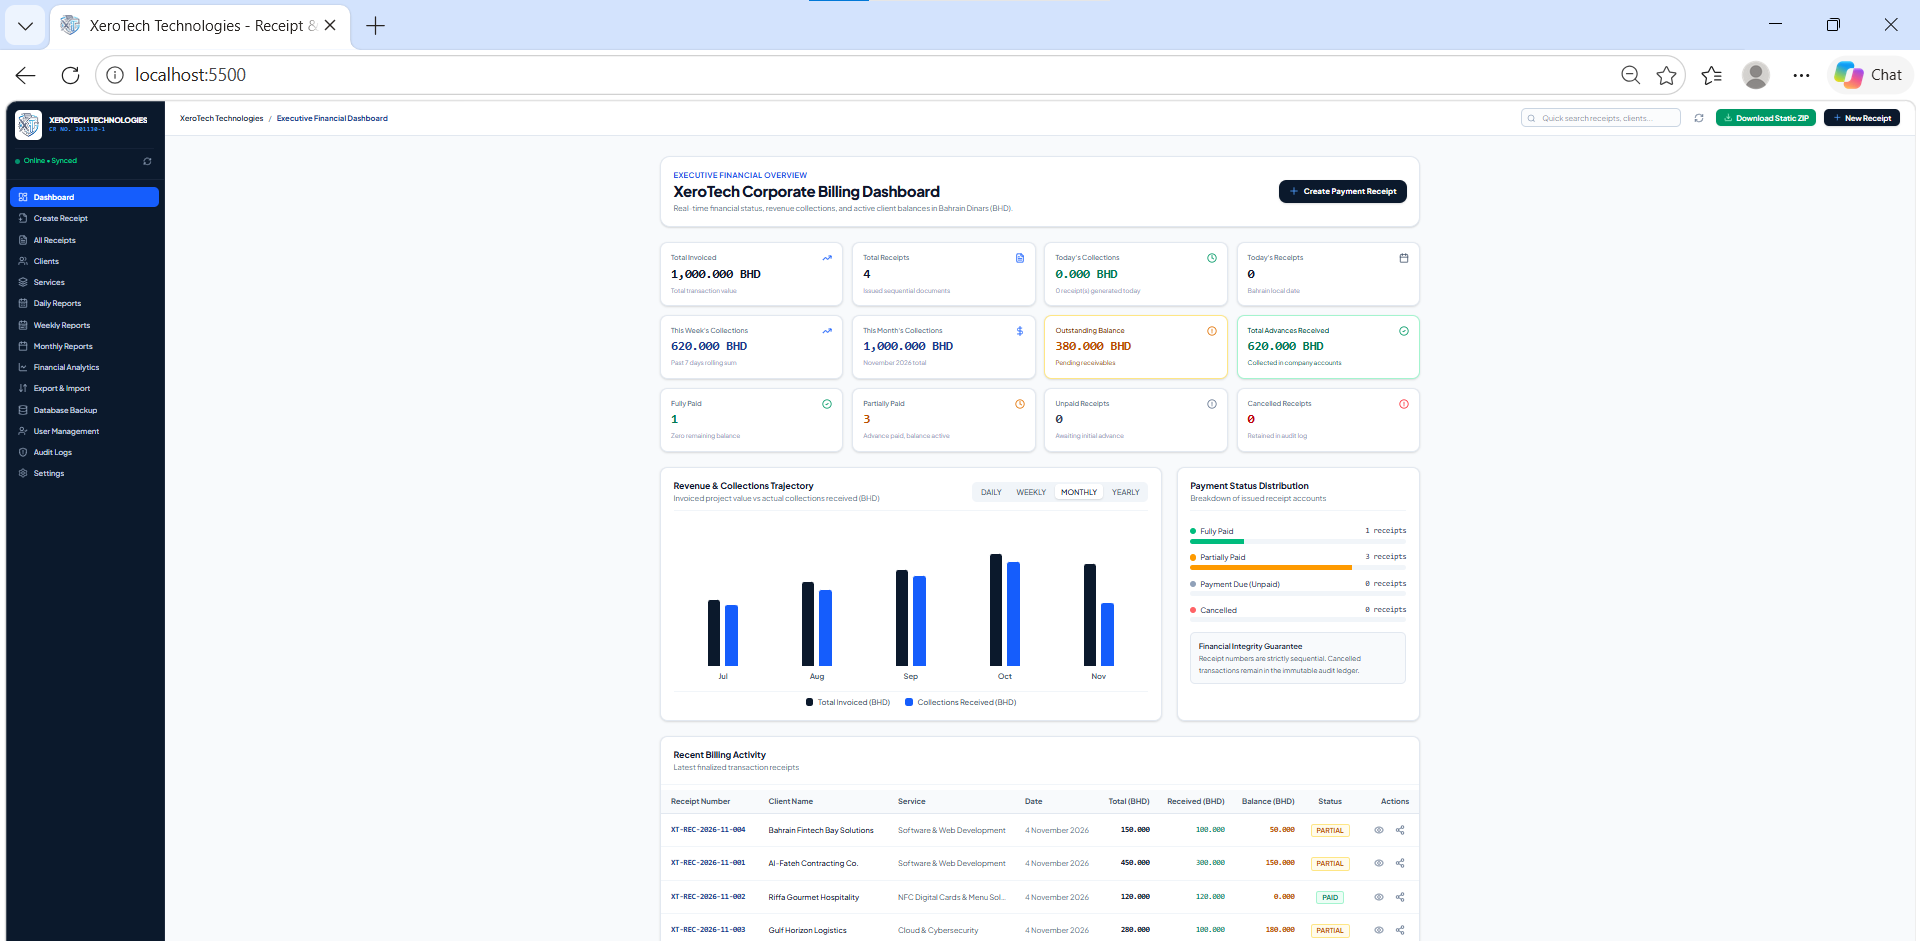 XeroTech Technologies - Receipt &
localhost:5500
Chat
XEROTECH TECHNOLOGIES
CR NO. 201130-1
Online • Synced
Dashboard
Create Receipt
All Receipts
Clients
Services
Daily Reports
Weekly Reports
Monthly Reports
Financial Analytics
Export & Import
Database Backup
User Management
Audit Logs
Settings
XeroTech Technologies / Executive Financial Dashboard
Quick search receipts, clients...
Download Static ZIP
New Receipt
EXECUTIVE FINANCIAL OVERVIEW
XeroTech Corporate Billing Dashboard
Real-time financial status, revenue collections, and active client balances in Bahrain Dinars (BHD).
Create Payment Receipt
Total Invoiced
1,000.000 BHD
Total transaction value
Total Receipts
4
Issued sequential documents
Today's Collections
0.000 BHD
0 receipt(s) generated today
Today's Receipts
0
Bahrain local date
This Week's Collections
620.000 BHD
Past 7 days rolling sum
This Month's Collections
1,000.000 BHD
November 2026 total
Outstanding Balance
380.000 BHD
Pending receivables
Total Advances Received
620.000 BHD
Collected in company accounts
Fully Paid
1
Zero remaining balance
Partially Paid
3
Advance paid, balance active
Unpaid Receipts
0
Awaiting initial advance
Cancelled Receipts
0
Retained in audit log
Revenue & Collections Trajectory
Invoiced project value vs actual collections received (BHD)
DAILY WEEKLY MONTHLY YEARLY
Jul Aug Sep Oct Nov
Total Invoiced (BHD) Collections Received (BHD)
Payment Status Distribution
Breakdown of issued receipt accounts
Fully Paid 1 receipts
Partially Paid 3 receipts
Payment Due (Unpaid) 0 receipts
Cancelled 0 receipts
Financial Integrity Guarantee
Receipt numbers are strictly sequential. Cancelled
transactions remain in the immutable audit ledger.
Recent Billing Activity
Latest finalized transaction receipts
Receipt Number Client Name Service Date Total (BHD) Received (BHD) Balance (BHD) Status Actions
XT-REC-2026-11-004 Bahrain Fintech Bay Solutions Software & Web Development 4 November 2026 150.000 100.000 50.000 PARTIAL
XT-REC-2026-11-001 Al-Fateh Contracting Co. Software & Web Development 4 November 2026 450.000 300.000 150.000 PARTIAL
XT-REC-2026-11-002 Riffa Gourmet Hospitality NFC Digital Cards & Menu Sol... 4 November 2026 120.000 120.000 0.000 PAID
XT-REC-2026-11-003 Gulf Horizon Logistics Cloud & Cybersecurity 4 November 2026 280.000 100.000 180.000 PARTIAL